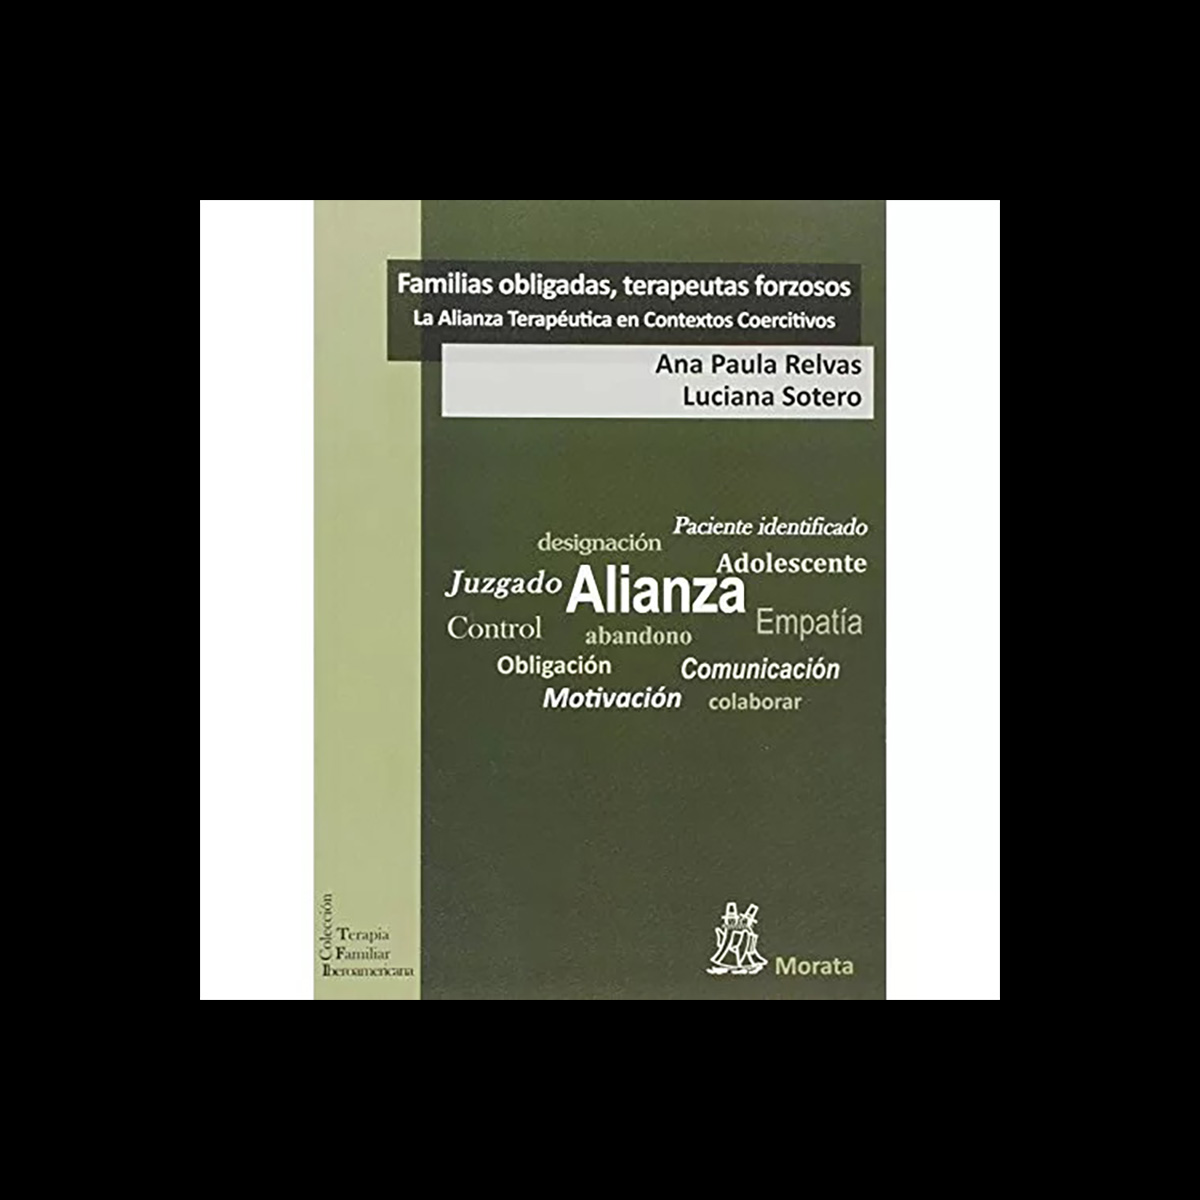 Familias obligadas, terapeutas forzosos
La Alianza Terapéutica en Contextos Coercitivos
Ana Paula Relvas
Luciana Sotero
Paciente identificado
designación
Adolescente
Juzgado
Alianza
Control
abandono
Empatía
Obligación
Comunicación
Motivación
colaborar
Colección
Terapia
Familiar
Iberoamericana
Morata